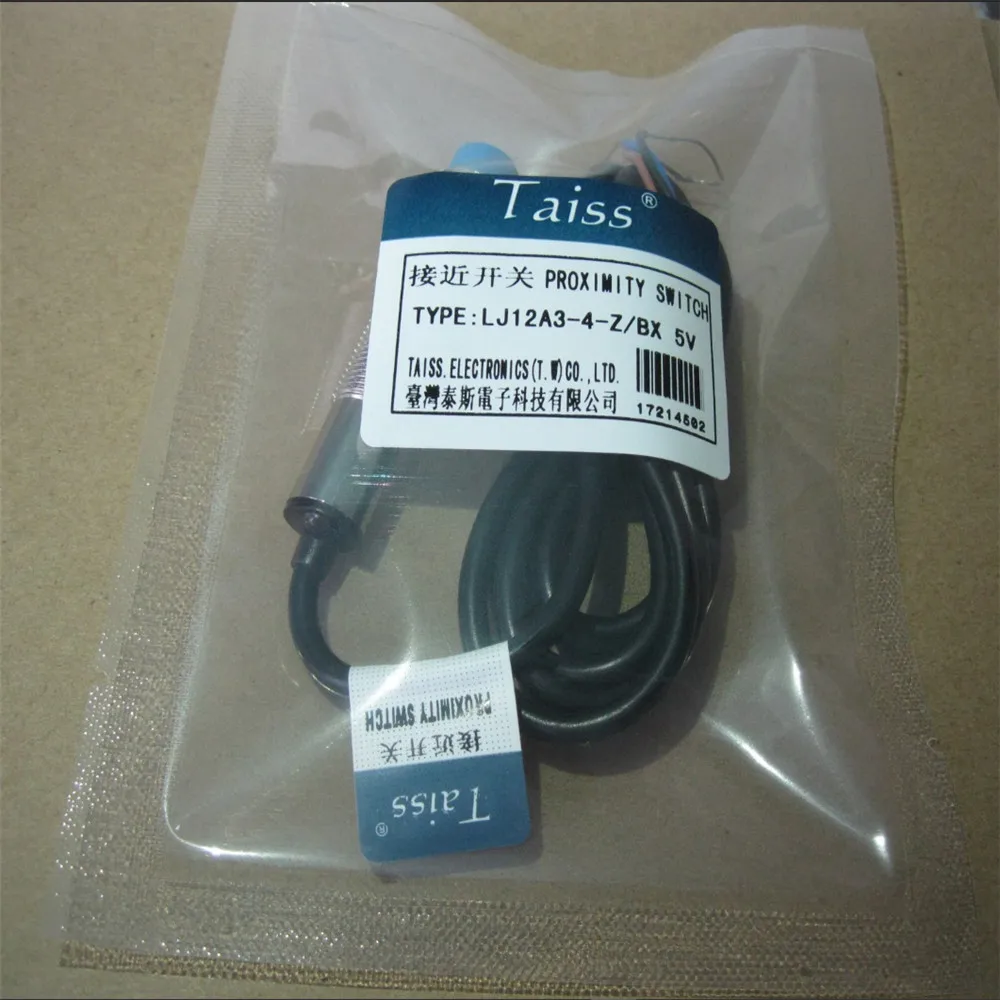 Taiss®
接近开关 PROXIMITY SWITCH
TYPE:LJ12A3-4-Z/BX 5V
TAISS.ELECTRONICS(T.W)CO.,LTD.
臺灣泰斯電子科技有限公司
17214502
Taiss®
接近开关
PROXIMITY SWITCH